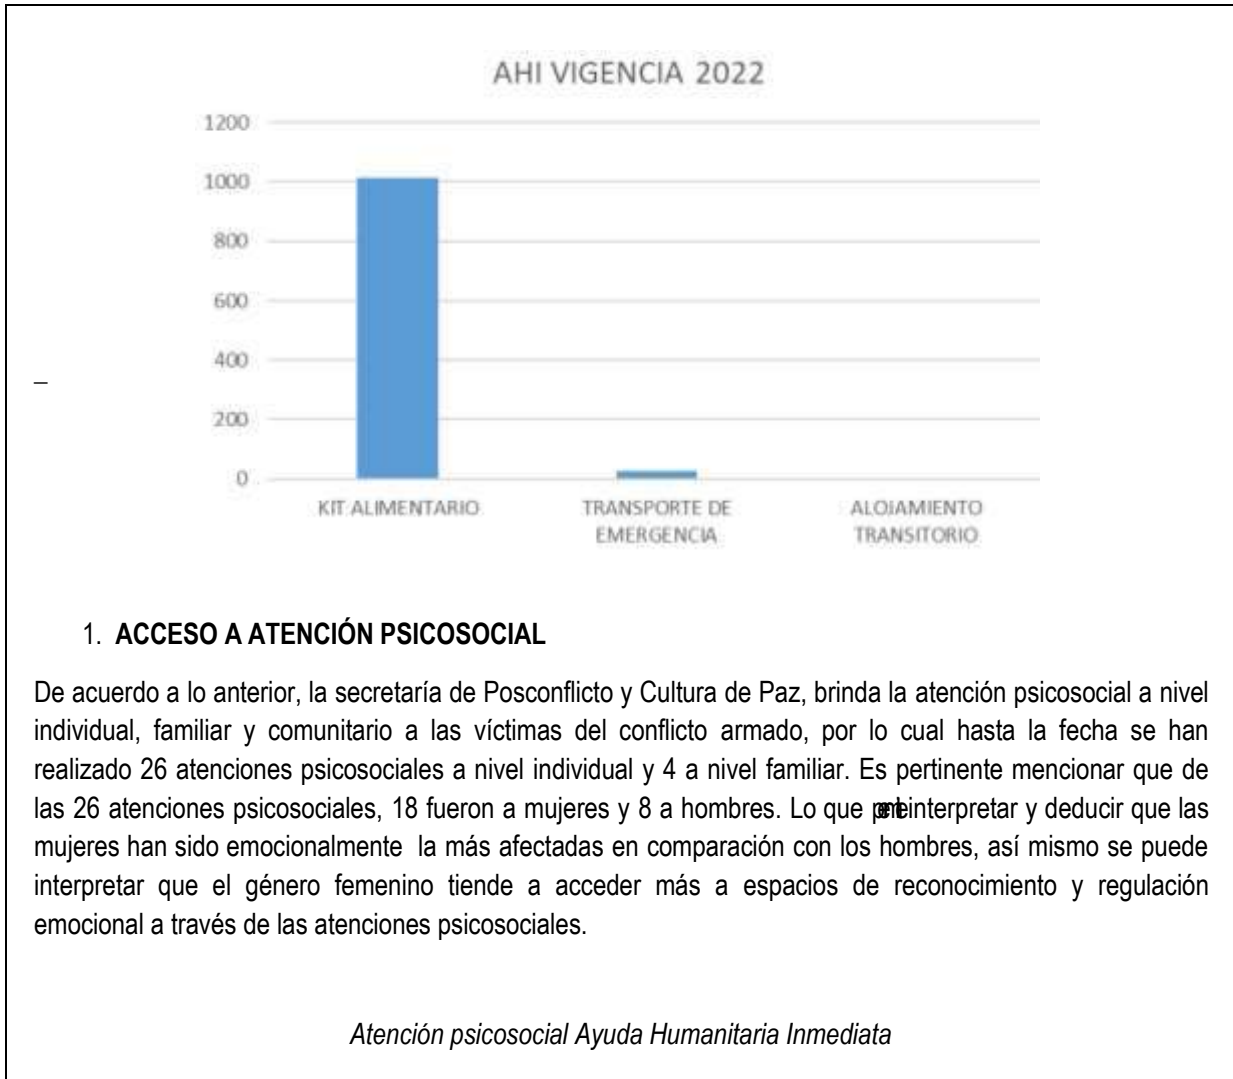 AHI VIGENCIA 2022
1200
1000
800
600
400
200
0
KIT ALIMENTARIO
TRANSPORTE DE
EMERGENCIA
ALOJAMIENTO
TRANSITORIO
1. ACCESO A ATENCIÓN PSICOSOCIAL
De acuerdo a lo anterior, la secretaría de Posconflicto y Cultura de Paz, brinda la atención psicosocial a nivel
individual, familiar y comunitario a las víctimas del conflicto armado, por lo cual hasta la fecha se han
realizado 26 atenciones psicosociales a nivel individual y 4 a nivel familiar. Es pertinente mencionar que de
las 26 atenciones psicosociales, 18 fueron a mujeres y 8 a hombres. Lo que interpretar y deducir que las
mujeres han sido emocionalmente la más afectadas en comparación con los hombres, así mismo se puede
interpretar que el género femenino tiende a acceder más a espacios de reconocimiento y regulación
emocional a través de las atenciones psicosociales.
Atención psicosocial Ayuda Humanitaria Inmediata